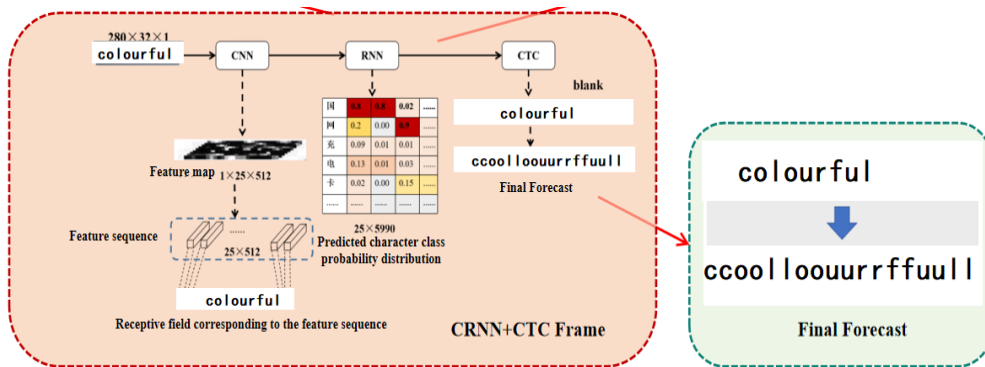 280×32×1
colourful
CNN
RNN
CTC
blank
国 0.8 0.8 0.02 ......
网 0.2 0.00 0.9 ......
充 0.09 0.01 0.01 ......
电 0.13 0.01 0.03 ......
卡 0.02 0.00 0.15 ......
...... ...... ...... ......
colourful
ccoolloouurrffuull
Final Forecast
Feature map
1×25×512
Feature sequence
......
25×512
25×5990
Predicted character class
probability distribution
colourful
Receptive field corresponding to the feature sequence
CRNN+CTC Frame
colourful
ccoolloouurrffuull
Final Forecast